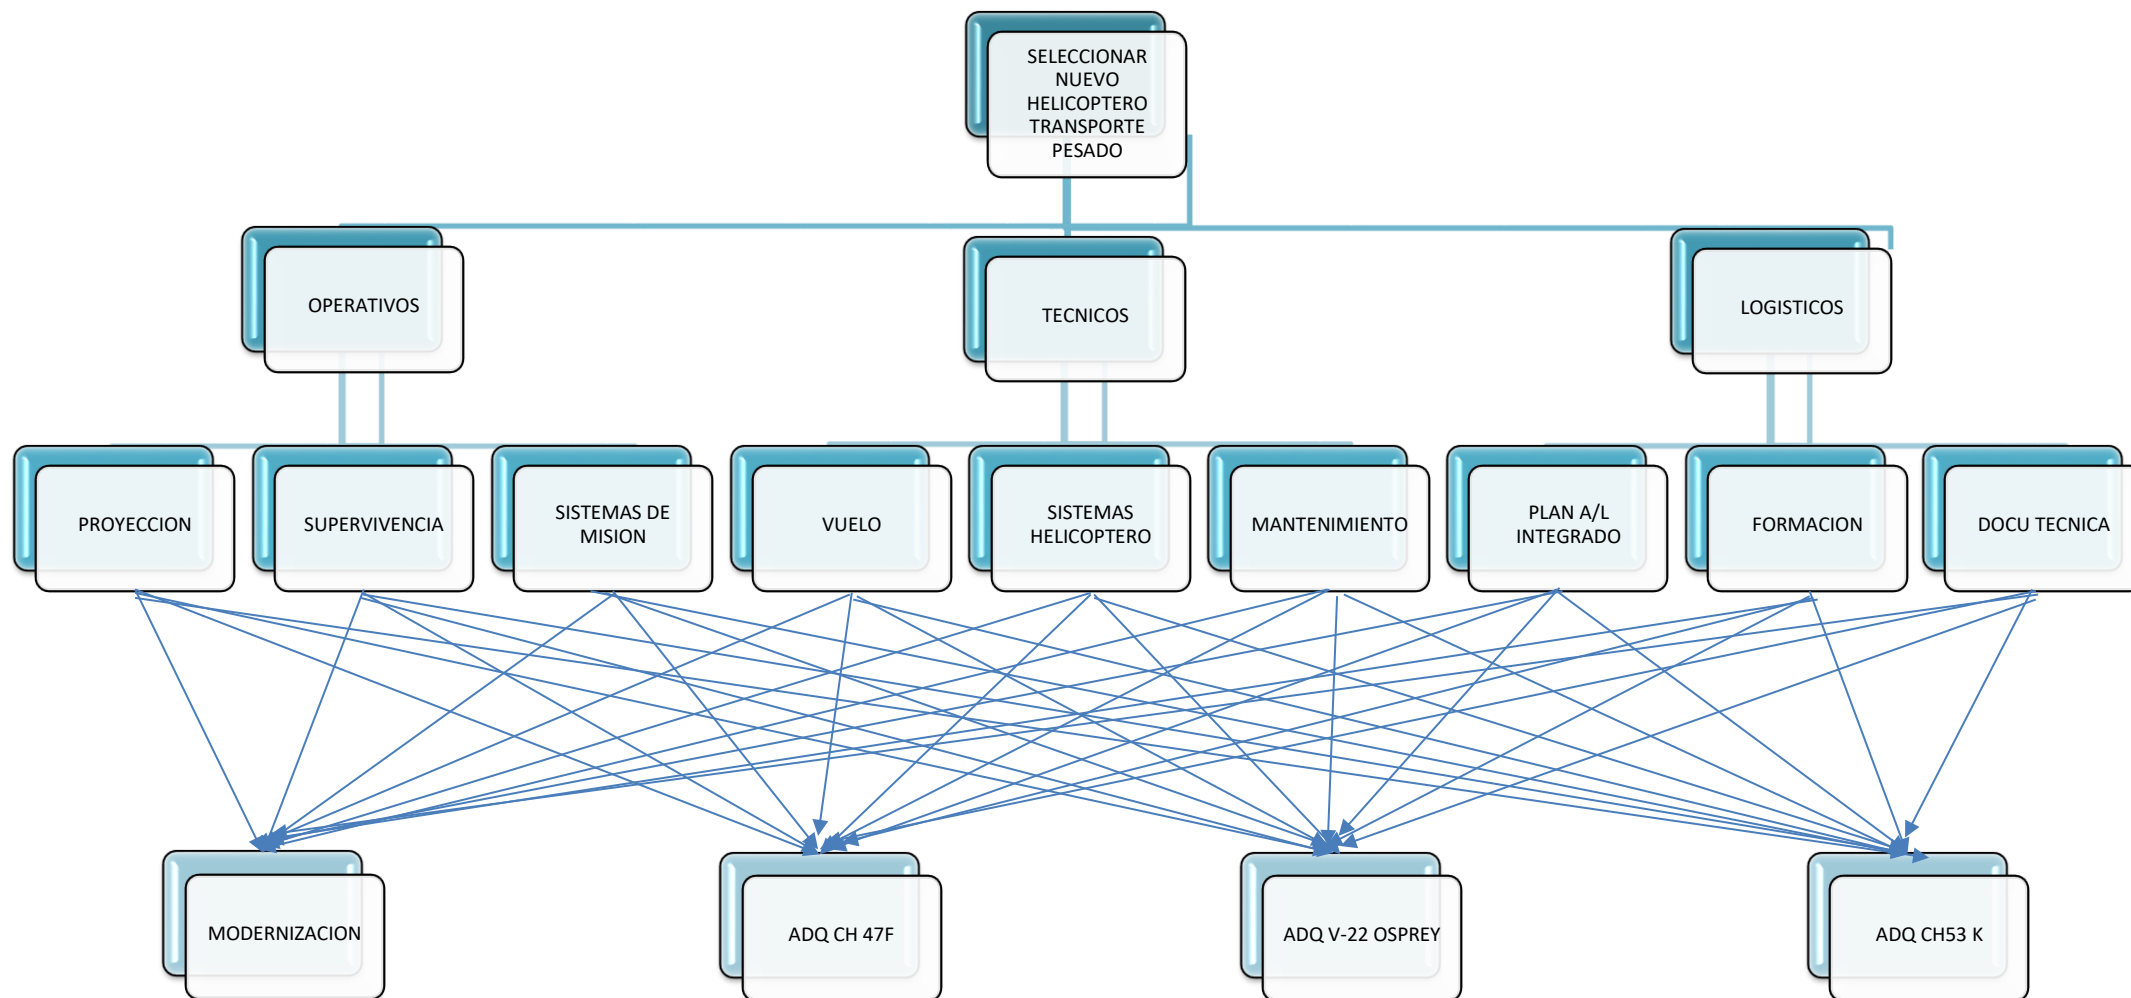 SELECCIONAR
NUEVO
HELICOPTERO
TRANSPORTE
PESADO
OPERATIVOS
TECNICOS
LOGISTICOS
PROYECCION
SUPERVIVENCIA
SISTEMAS DE
MISION
VUELO
SISTEMAS
HELICOPTERO
MANTENIMIENTO
PLAN A/L
INTEGRADO
FORMACION
DOCU TECNICA
MODERNIZACION
ADQ CH 47F
ADQ V-22 OSPREY
ADQ CH53 K